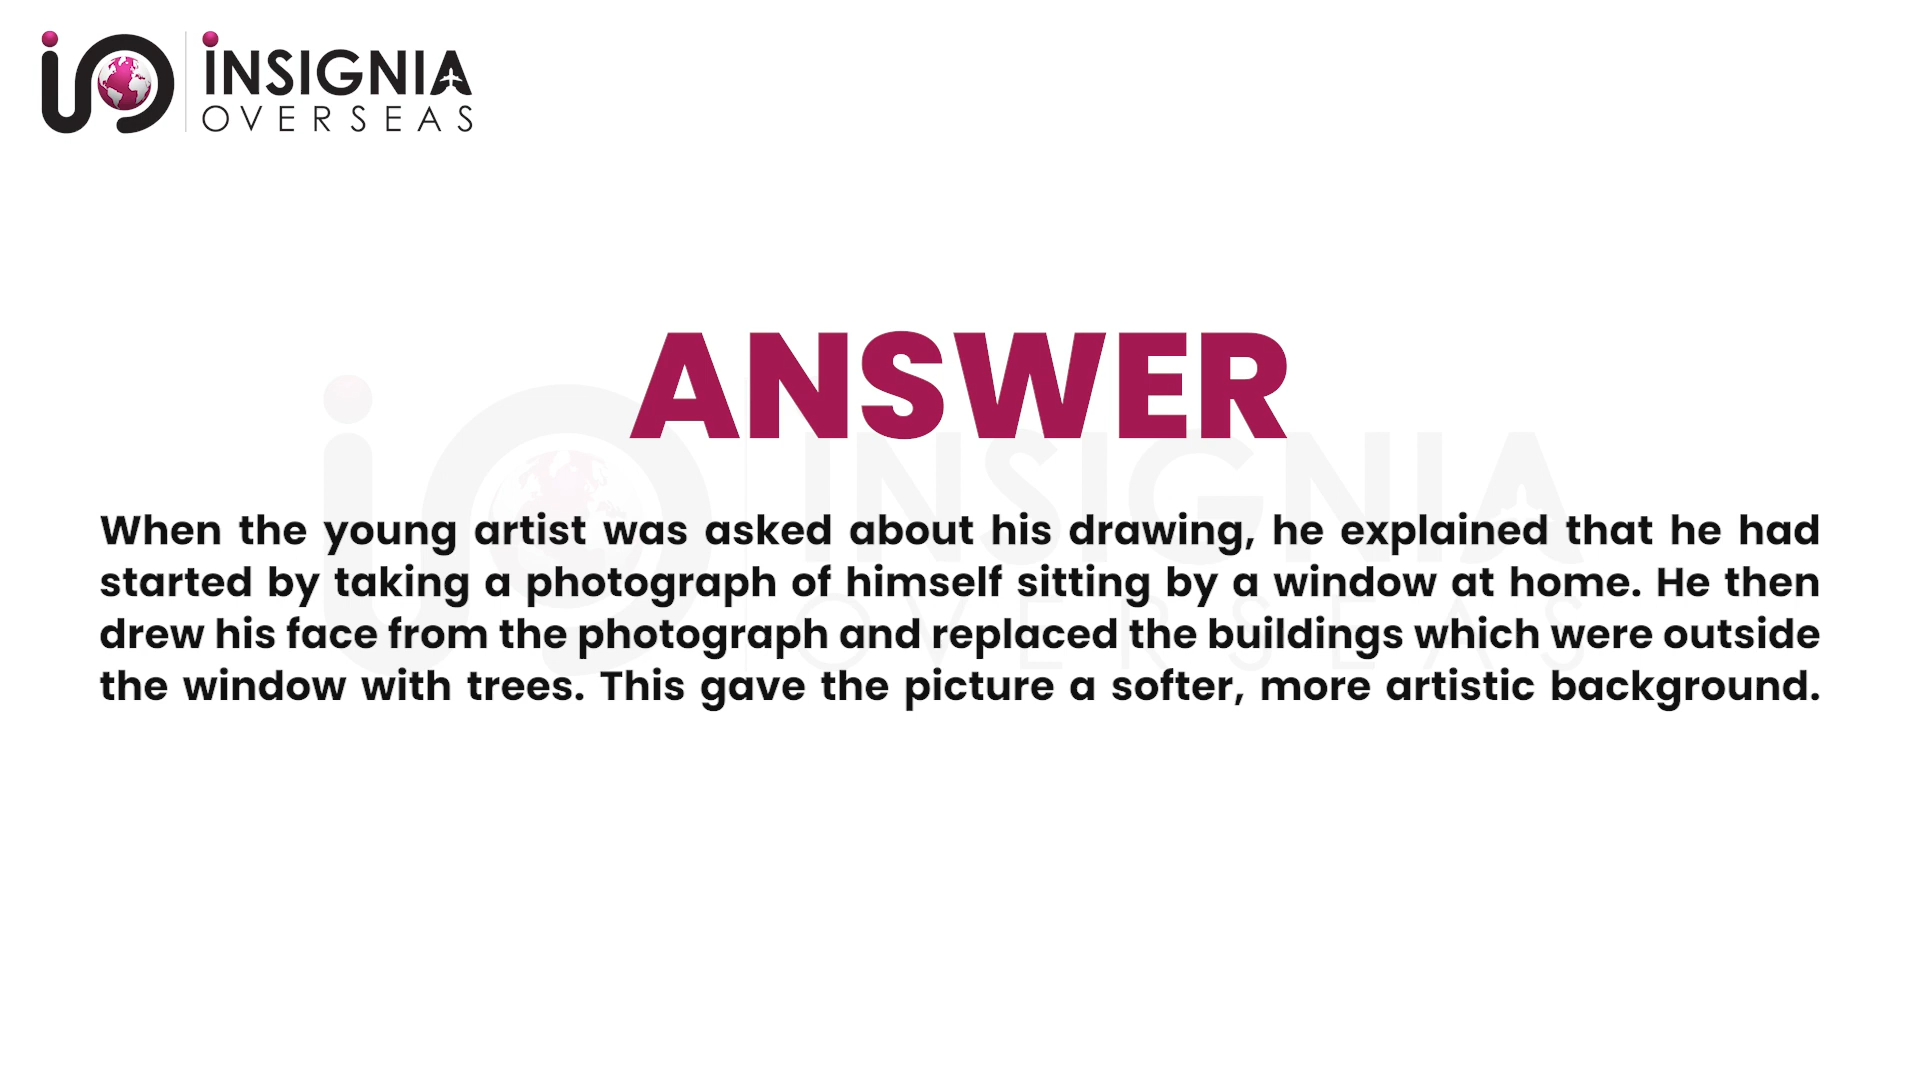 INSIGNIA
OVERSEAS
ANSWER
When the young artist was asked about his drawing, he explained that he had
started by taking a photograph of himself sitting by a window at home. He then
drew his face from the photograph and replaced the buildings which were outside
the window with trees. This gave the picture a softer, more artistic background.
INSIGNIA
OVERSEAS